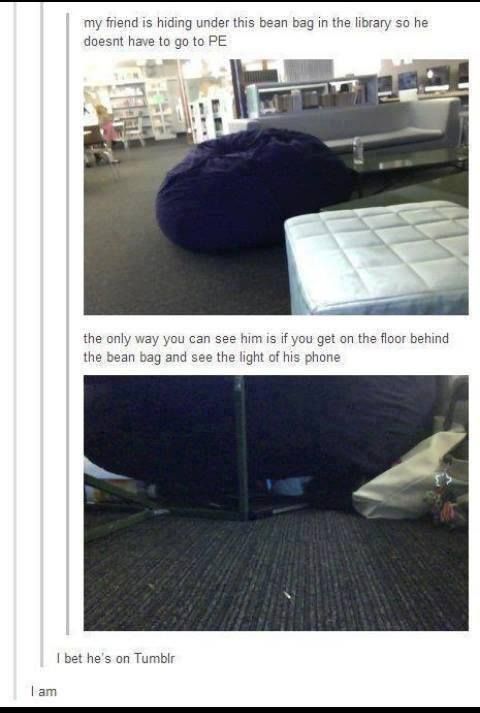 my friend is hiding under this bean bag in the library so he
doesnt have to go to PE
the only way you can see him is if you get on the floor behind
the bean bag and see the light of his phone
I bet he's on Tumblr
I am